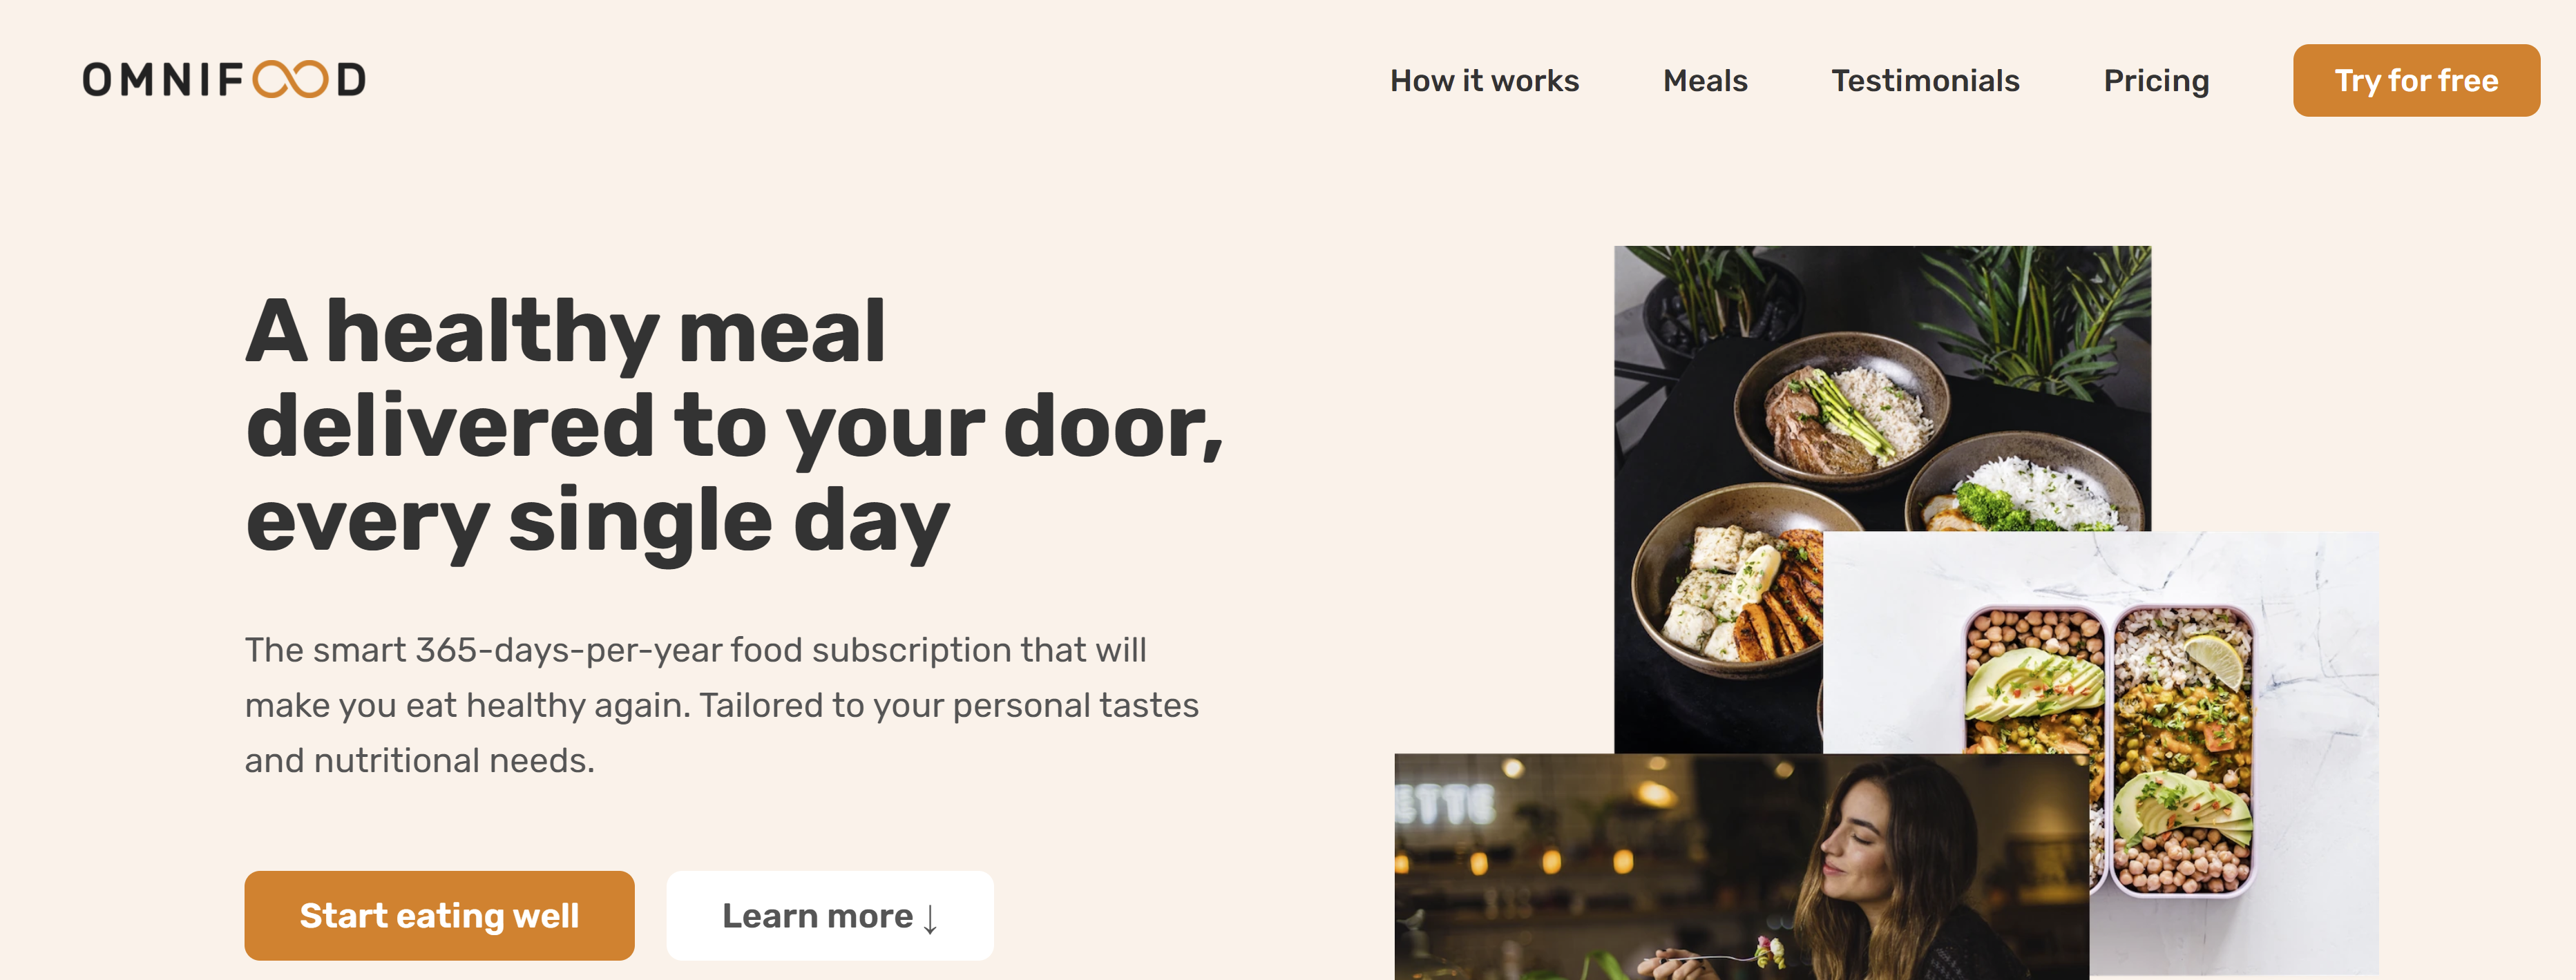 OMNIFOOD
How it works
Meals
Testimonials
Pricing
Try for free
A healthy meal
delivered to your door,
every single day
The smart 365-days-per-year food subscription that will
make you eat healthy again. Tailored to your personal tastes
and nutritional needs.
Start eating well
Learn more ↓
ETTE